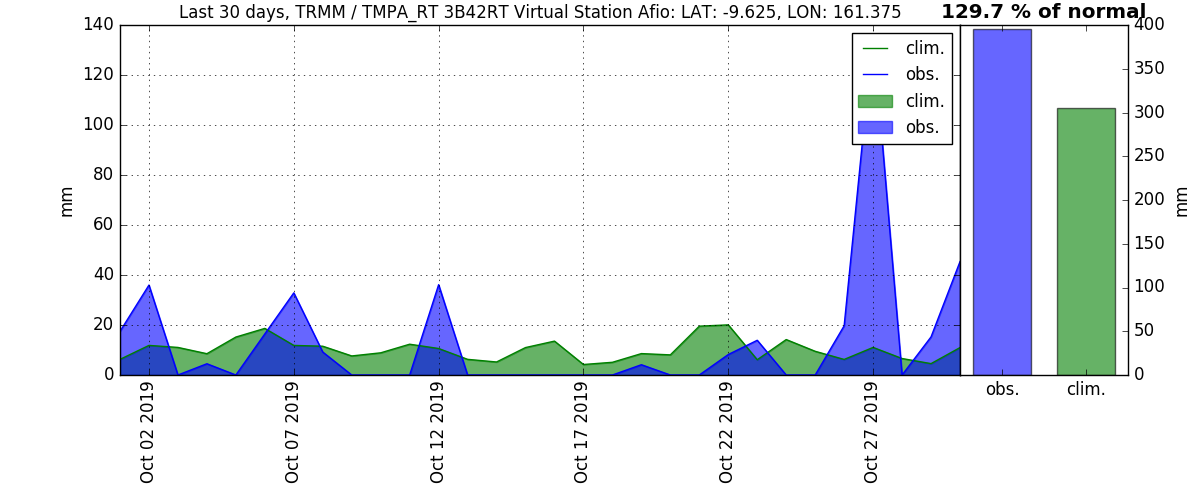 Last 30 days, TRMM / TMPA_RT 3B42RT Virtual Station Afio: LAT: -9.625, LON: 161.375
129.7 % of normal
140
120
100
80
60
40
20
0
mm
clim.
obs.
clim.
obs.
400
350
300
250
200
150
100
50
0
mm
obs.
clim.
Oct 02 2019
Oct 07 2019
Oct 12 2019
Oct 17 2019
Oct 22 2019
Oct 27 2019